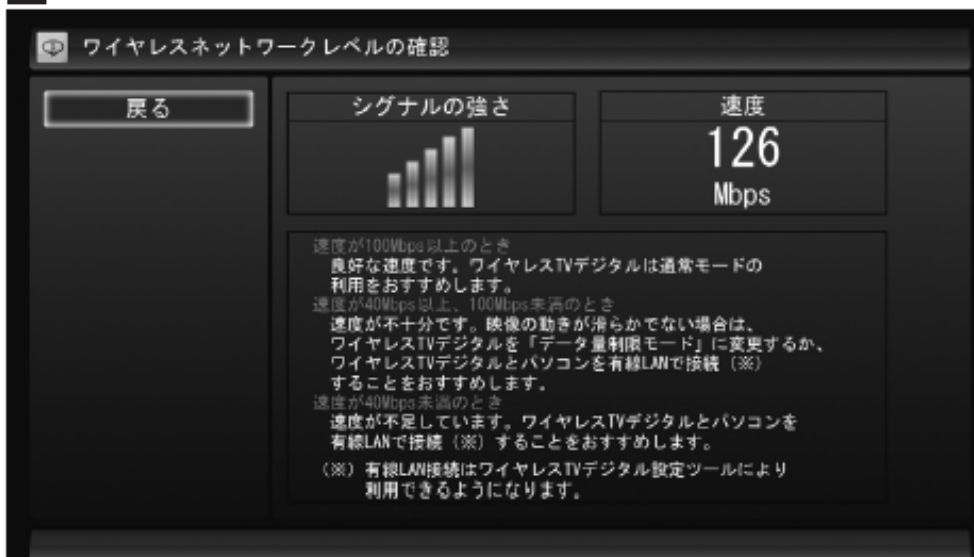 ワイヤレスネットワークレベルの確認
戻る
シグナルの強さ
速度
126
Mbps
速度が100Mbps以上のとき
良好な速度です。ワイヤレスTVデジタルは通常モードの
利用をおすすめします。
速度が40Mbps以上、100Mbps未満のとき
速度が不十分です。映像の動きが滑らかでない場合は、
ワイヤレスTVデジタルを「データ量制限モード」に変更するか、
ワイヤレスTVデジタルとパソコンを有線LANで接続（※）
することをおすすめします。
速度が40Mbps未満のとき
速度が不足しています。ワイヤレスTVデジタルとパソコンを
有線LANで接続（※）することをおすすめします。
（※）有線LAN接続はワイヤレスTVデジタル設定ツールにより
利用できるようになります。